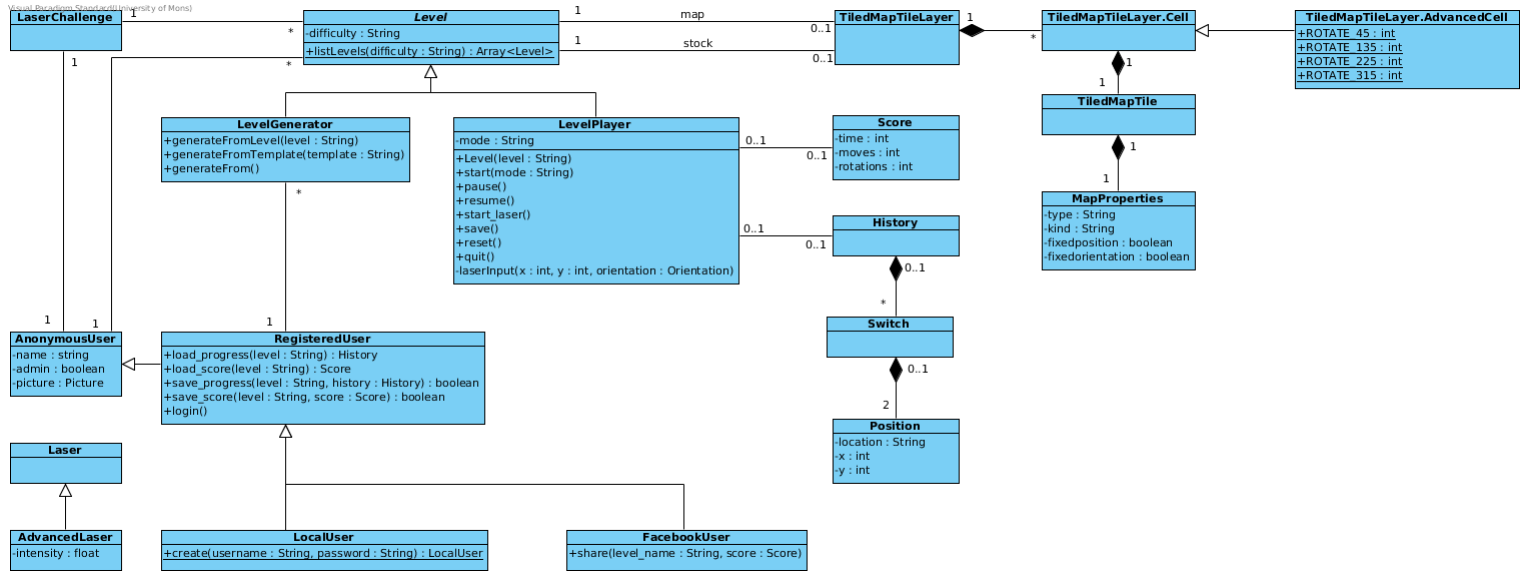 Visual Paradigm Standard(University of Mons)
LaserChallenge
1
*
Level
-difficulty : String
+listLevels(difficulty : String) : Array<Level>
1
map
0..1
1
stock
0..1
TiledMapTileLayer
1
*
TiledMapTileLayer.Cell
TiledMapTileLayer.AdvancedCell
+ROTATE_45 : int
+ROTATE_135 : int
+ROTATE_225 : int
+ROTATE_315 : int
1
*
1
1
TiledMapTile
LevelGenerator
+generateFromLevel(level : String)
+generateFromTemplate(template : String)
+generateFrom()
LevelPlayer
-mode : String
+Level(level : String)
+start(mode : String)
+pause()
+resume()
+start_laser()
+save()
+reset()
+quit()
-laserInput(x : int, y : int, orientation : Orientation)
0..1
0..1
Score
-time : int
-moves : int
-rotations : int
1
1
MapProperties
-type : String
-kind : String
-fixedposition : boolean
-fixedorientation : boolean
*
0..1
0..1
History
0..1
*
Switch
1
1
1
AnonymousUser
-name : string
-admin : boolean
-picture : Picture
RegisteredUser
+load_progress(level : String) : History
+load_score(level : String) : Score
+save_progress(level : String, history : History) : boolean
+save_score(level : String, score : Score) : boolean
+login()
0..1
2
Position
-location : String
-x : int
-y : int
Laser
AdvancedLaser
-intensity : float
LocalUser
+create(username : String, password : String) : LocalUser
FacebookUser
+share(level_name : String, score : Score)